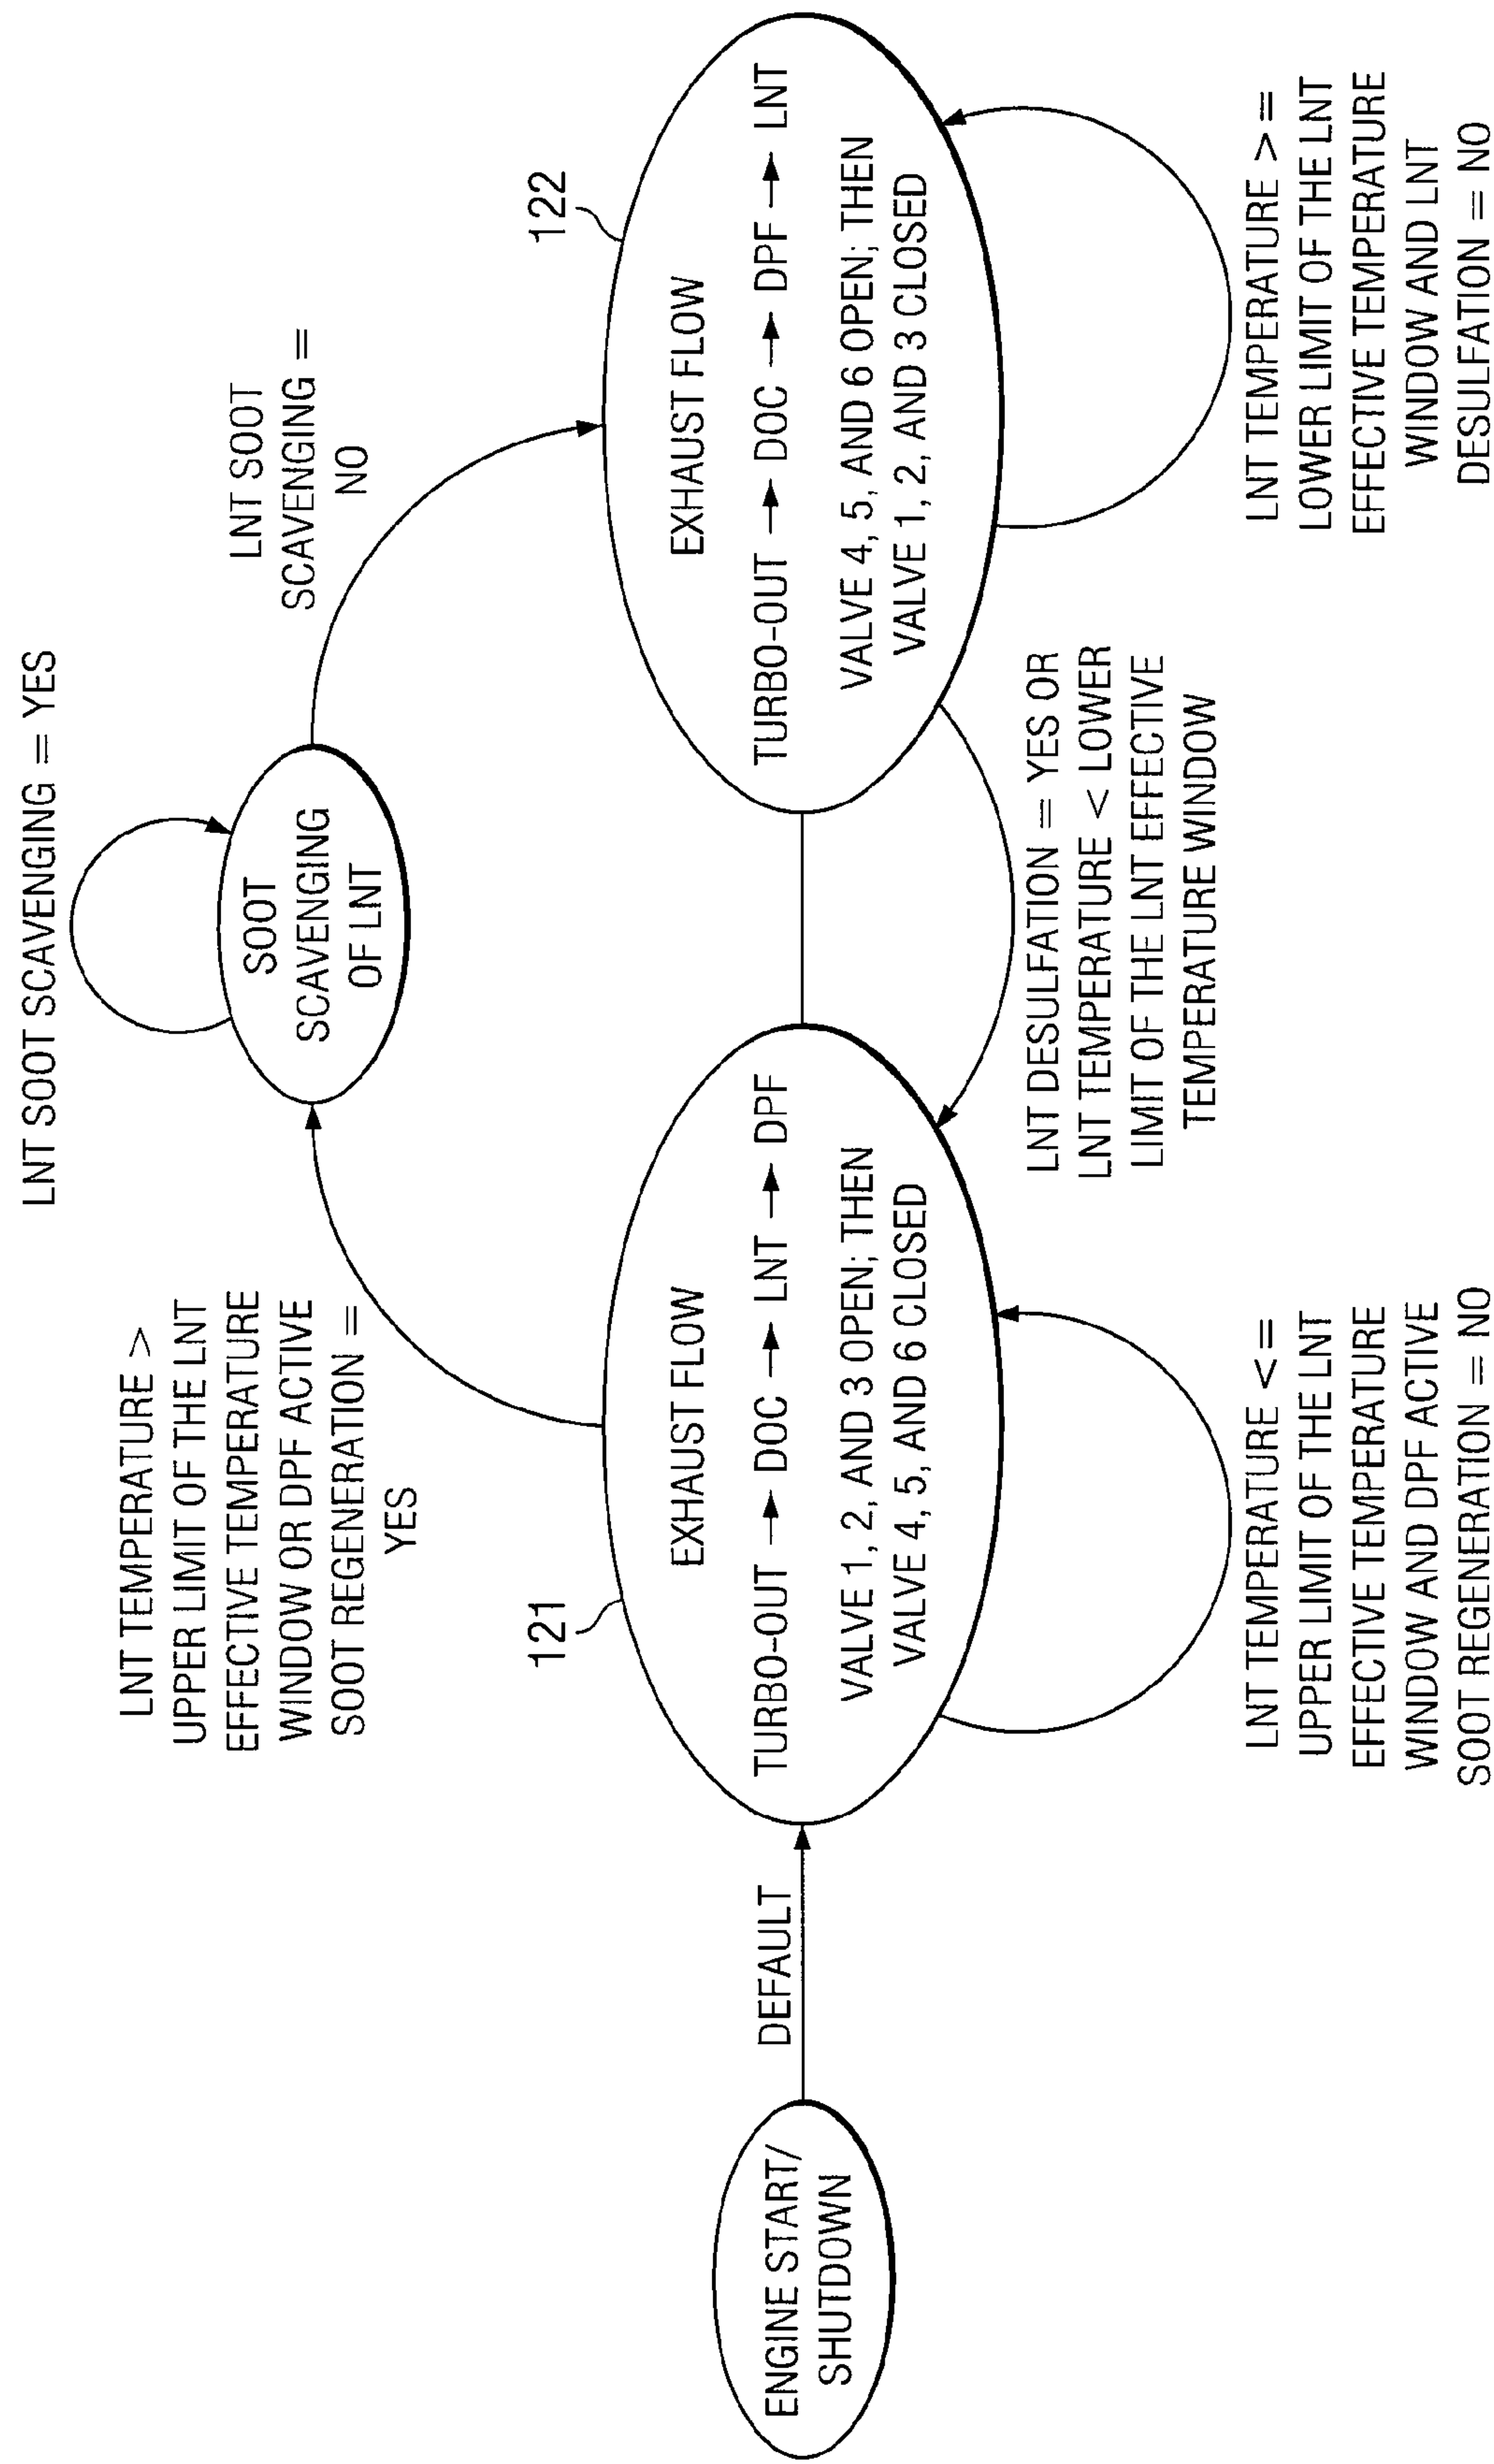 LNT SOOT SCAVENGING = YES
LNT TEMPERATURE >
UPPER LIMIT OF THE LNT
EFFECTIVE TEMPERATURE
WINDOW OR DPF ACTIVE
SOOT REGENERATION =
YES
SOOT
SCAVENGING
OF LNT
LNT SOOT
SCAVENGING =
NO
ENGINE START/
SHUTDOWN
DEFAULT
121
EXHAUST FLOW
TURBO-OUT → DOC → LNT → DPF
VALVE 1, 2, AND 3 OPEN; THEN
VALVE 4, 5, AND 6 CLOSED
122
EXHAUST FLOW
TURBO-OUT → DOC → DPF → LNT
VALVE 4, 5, AND 6 OPEN; THEN
VALVE 1, 2, AND 3 CLOSED
LNT DESULFATION = YES OR
LNT TEMPERATURE < LOWER
LIMIT OF THE LNT EFFECTIVE
TEMPERATURE WINDOW
LNT TEMPERATURE <=
UPPER LIMIT OF THE LNT
EFFECTIVE TEMPERATURE
WINDOW AND DPF ACTIVE
SOOT REGENERATION = NO
LNT TEMPERATURE >=
LOWER LIMIT OF THE LNT
EFFECTIVE TEMPERATURE
WINDOW AND LNT
DESULFATION = NO